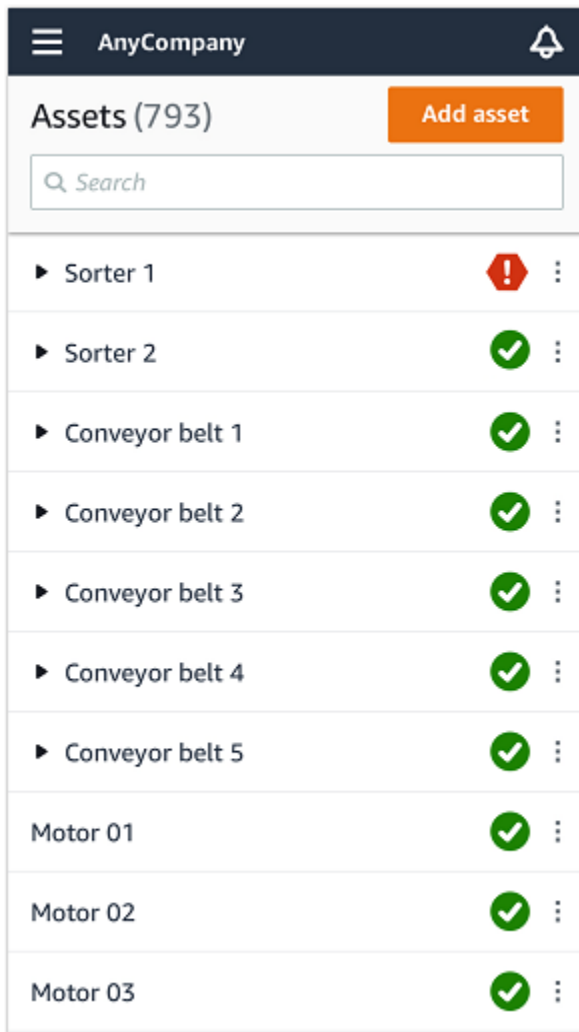 AnyCompany
Assets (793)
Add asset
Search
Sorter 1
Sorter 2
Conveyor belt 1
Conveyor belt 2
Conveyor belt 3
Conveyor belt 4
Conveyor belt 5
Motor 01
Motor 02
Motor 03